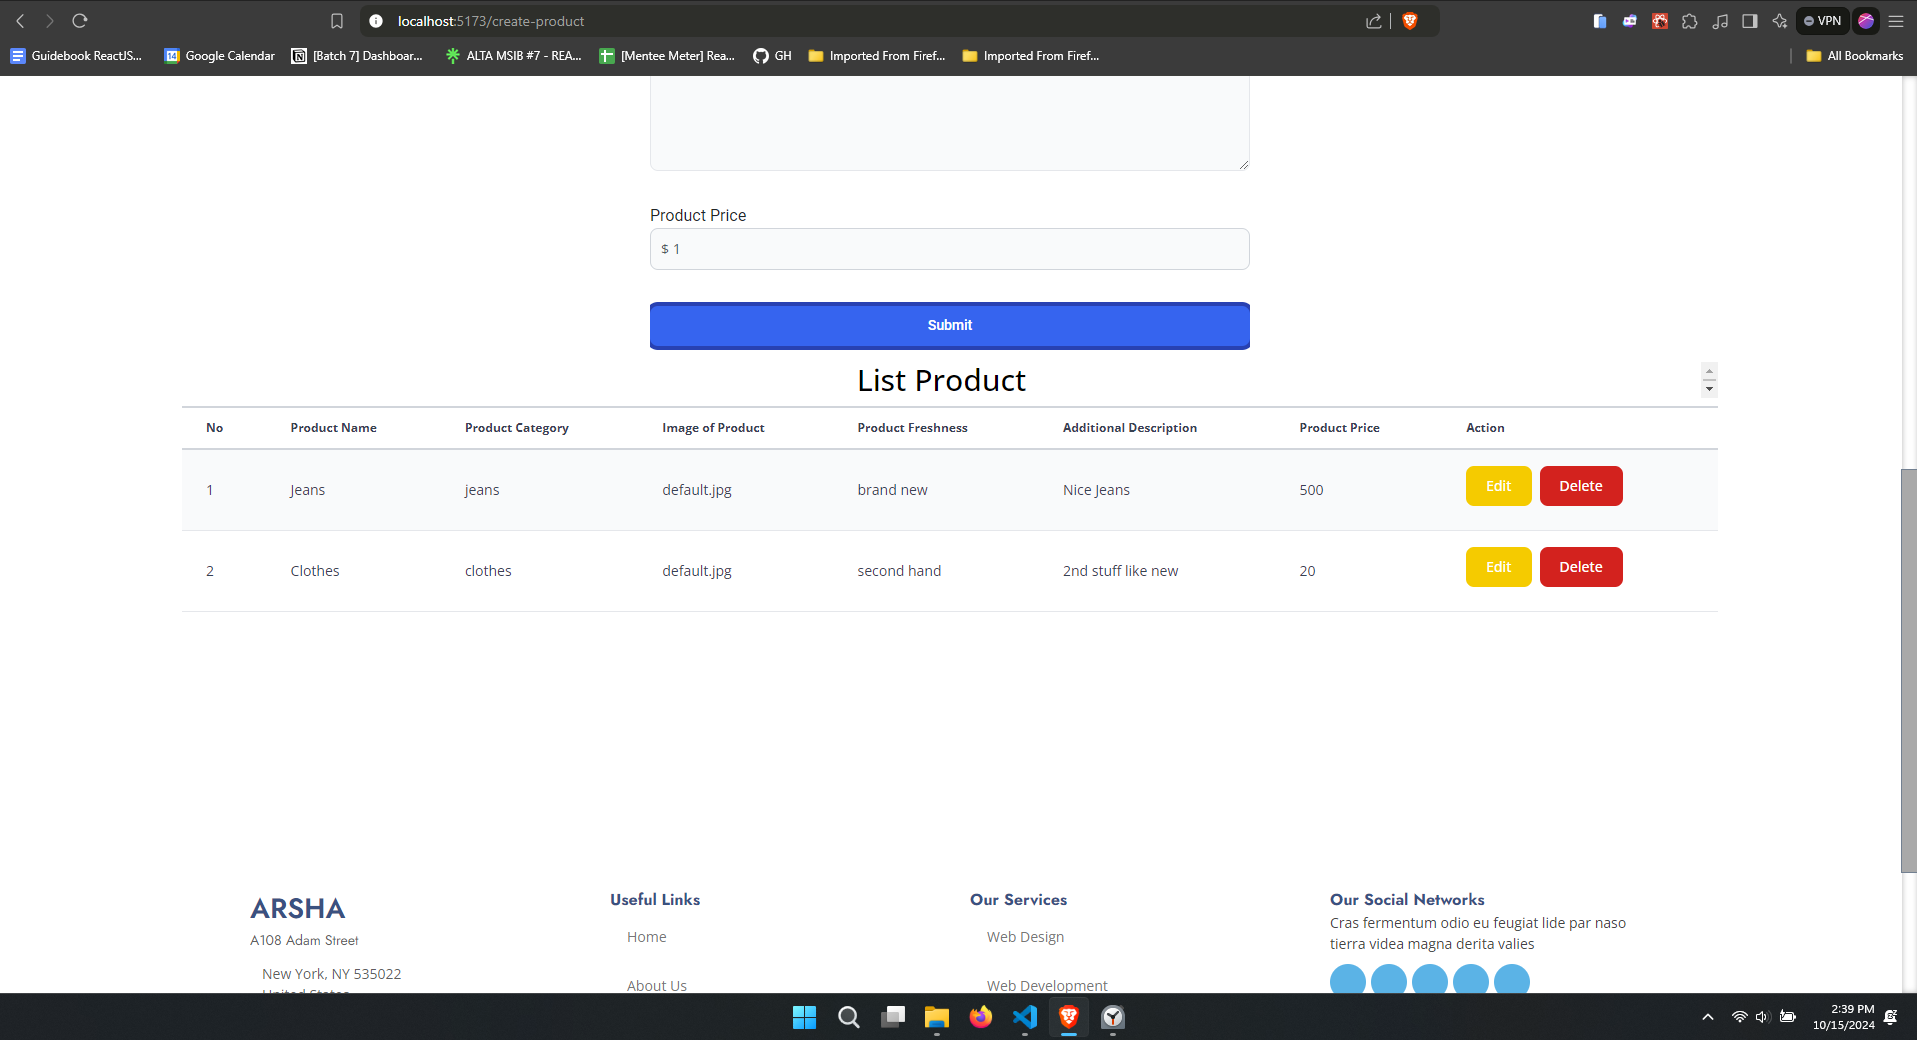 localhost:5173/create-product
VPN
Guidebook ReactJS...
Google Calendar
[Batch 7] Dashboar...
ALTA MSIB #7 - REA...
[Mentee Meter] Rea...
GH
Imported From Firef...
Imported From Firef...
All Bookmarks
Product Price
$ 1
Submit
List Product
No Product Name Product Category Image of Product Product Freshness Additional Description Product Price Action
1 Jeans jeans default.jpg brand new Nice Jeans 500 Edit Delete
2 Clothes clothes default.jpg second hand 2nd stuff like new 20 Edit Delete
ARSHA
A108 Adam Street
New York, NY 535022
United States
Useful Links
Home
About Us
Our Services
Web Design
Web Development
Our Social Networks
Cras fermentum odio eu feugiat lide par naso
tierra videa magna derita valies
2:39 PM
10/15/2024